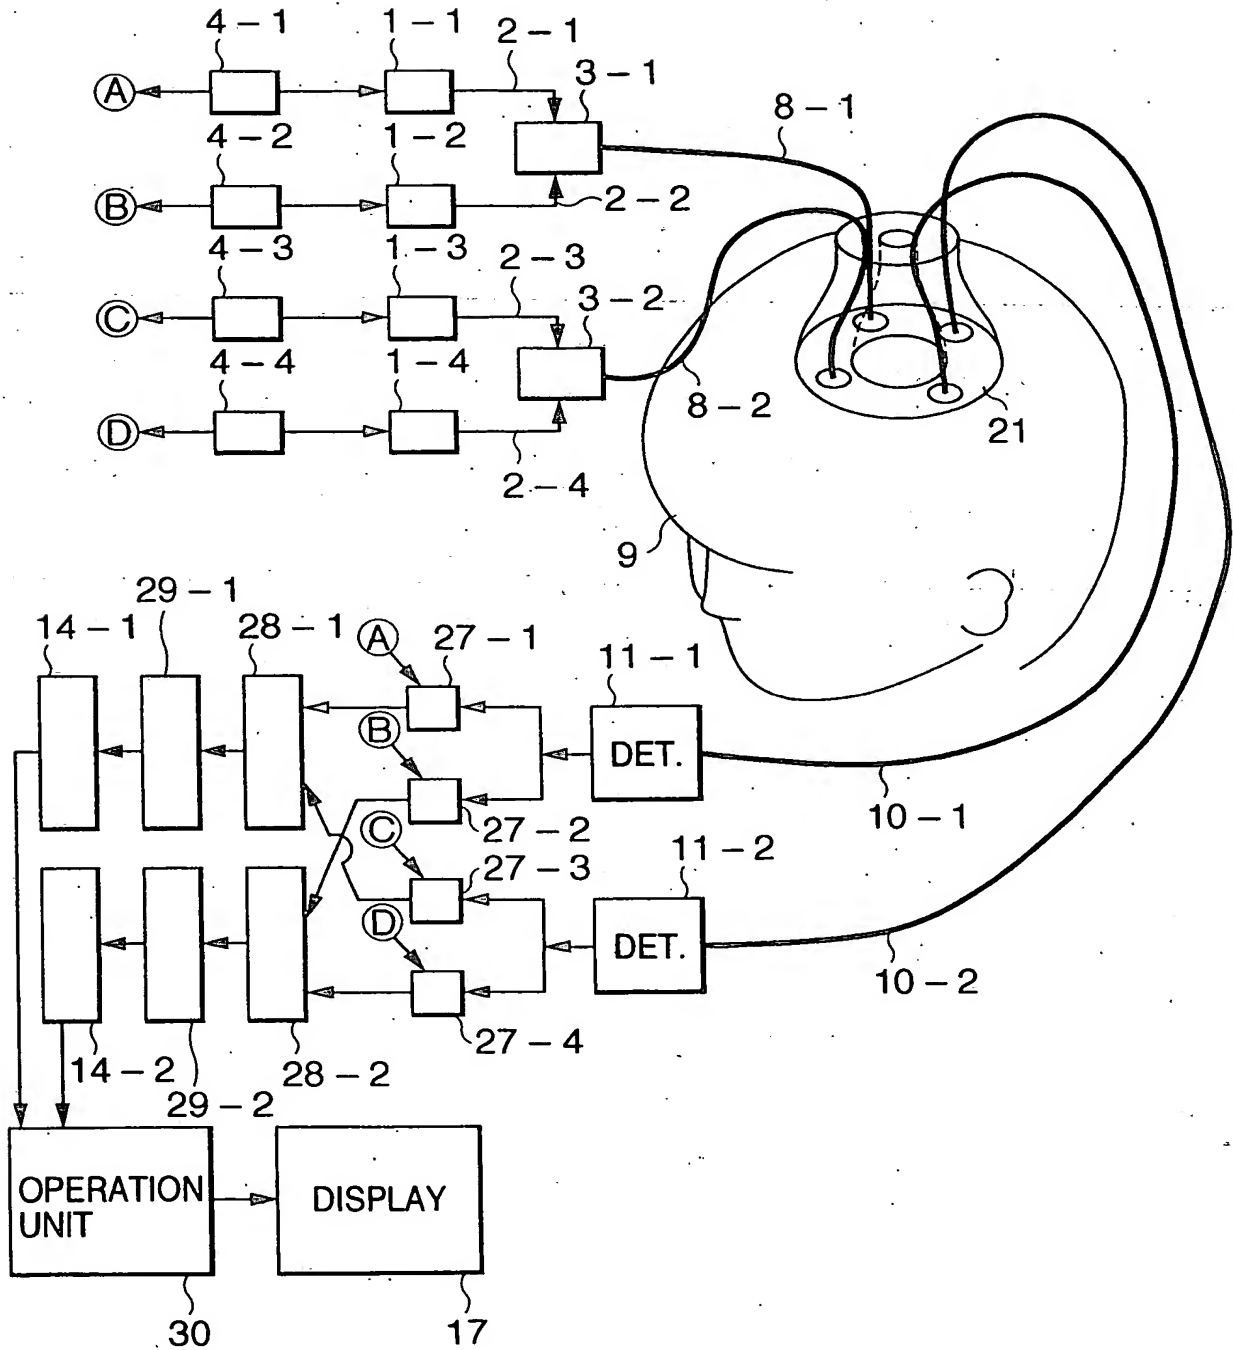 4-1 1-1 2-1
3-1
A
8-1
4-2 1-2
2-2
B
4-3 1-3 2-3
3-2
C
4-4 1-4
8-2
21
D
2-4
9
29-1
14-1 28-1 A 27-1 11-1
B
DET.
10-1
27-2
C
27-3 11-2
D
DET.
10-2
27-4
14-2 28-2
29-2
OPERATION
UNIT
DISPLAY
30 17